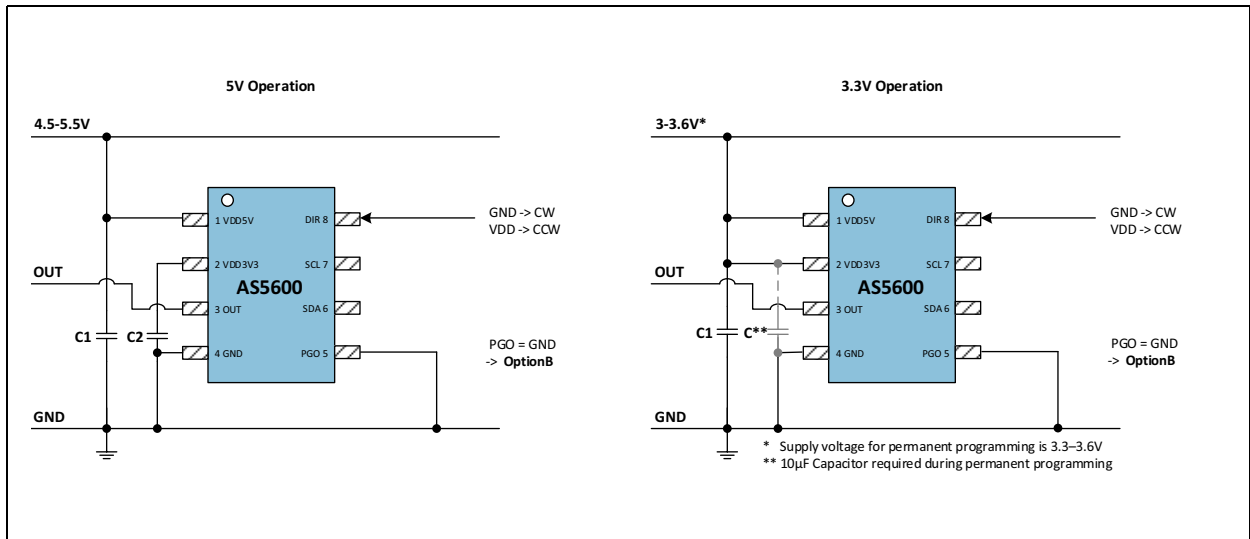 5V Operation
4.5-5.5V
1 VDD5V
DIR 8
GND -> CW
VDD -> CCW
2 VDD3V3
SCL 7
OUT
AS5600
3 OUT
SDA 6
C1
C2
4 GND
PGO 5
PGO = GND
-> OptionB
GND
3.3V Operation
3-3.6V*
1 VDD5V
DIR 8
GND -> CW
VDD -> CCW
2 VDD3V3
SCL 7
OUT
AS5600
3 OUT
SDA 6
C1
C**
4 GND
PGO 5
PGO = GND
-> OptionB
GND
* Supply voltage for permanent programming is 3.3–3.6V
** 10µF Capacitor required during permanent programming